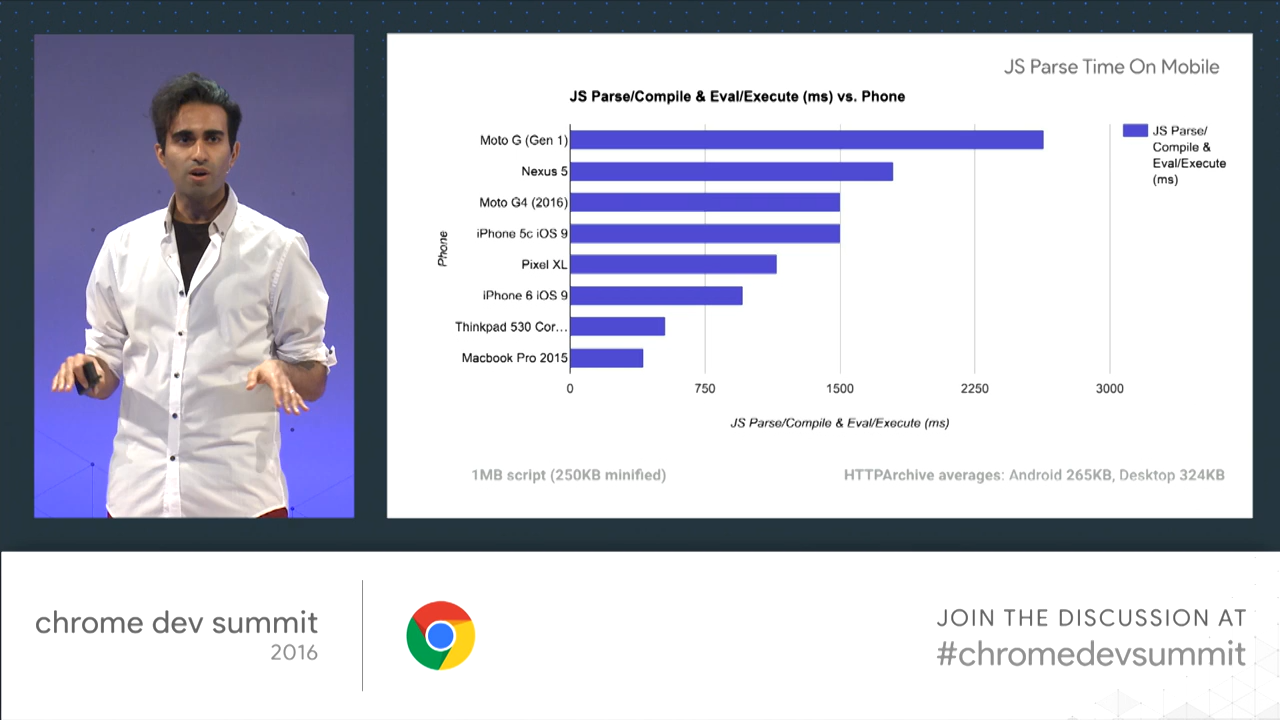 JS Parse Time On Mobile
JS Parse/Compile & Eval/Execute (ms) vs. Phone
Moto G (Gen 1)
Nexus 5
Moto G4 (2016)
iPhone 5c iOS 9
Pixel XL
iPhone 6 iOS 9
Thinkpad 530 Cor...
Macbook Pro 2015
Phone
0 750 1500 2250 3000
JS Parse/Compile & Eval/Execute (ms)
JS Parse/
Compile &
Eval/Execute
(ms)
1MB script (250KB minified)
HTTPArchive averages: Android 265KB, Desktop 324KB
chrome dev summit
2016
JOIN THE DISCUSSION AT
#chromedevsummit